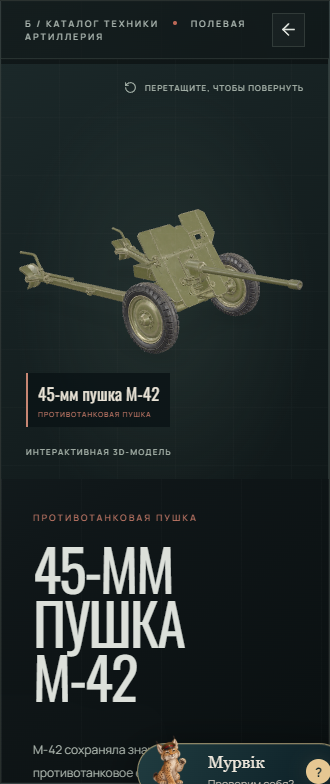 Б / КАТАЛОГ ТЕХНИКИ • ПОЛЕВАЯ
АРТИЛЛЕРИЯ
ПЕРЕТАЩИТЕ, ЧТОБЫ ПОВЕРНУТЬ
45-мм пушка М-42
ПРОТИВОТАНКОВАЯ ПУШКА
ИНТЕРАКТИВНАЯ 3D-МОДЕЛЬ
ПРОТИВОТАНКОВАЯ ПУШКА
45-ММ
ПУШКА
М-42
М-42 сохраняла
противотанковое
Мурвік
?